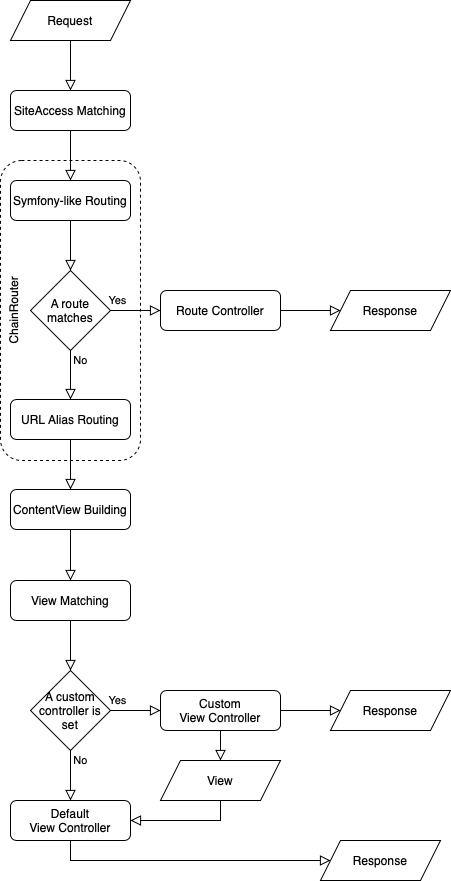 Request
SiteAccess Matching
Symfony-like Routing
ChainRouter
A route
matches
Yes
Route Controller
Response
No
URL Alias Routing
ContentView Building
View Matching
A custom
controller is
set
Yes
Custom
View Controller
Response
No
View
Default
View Controller
Response